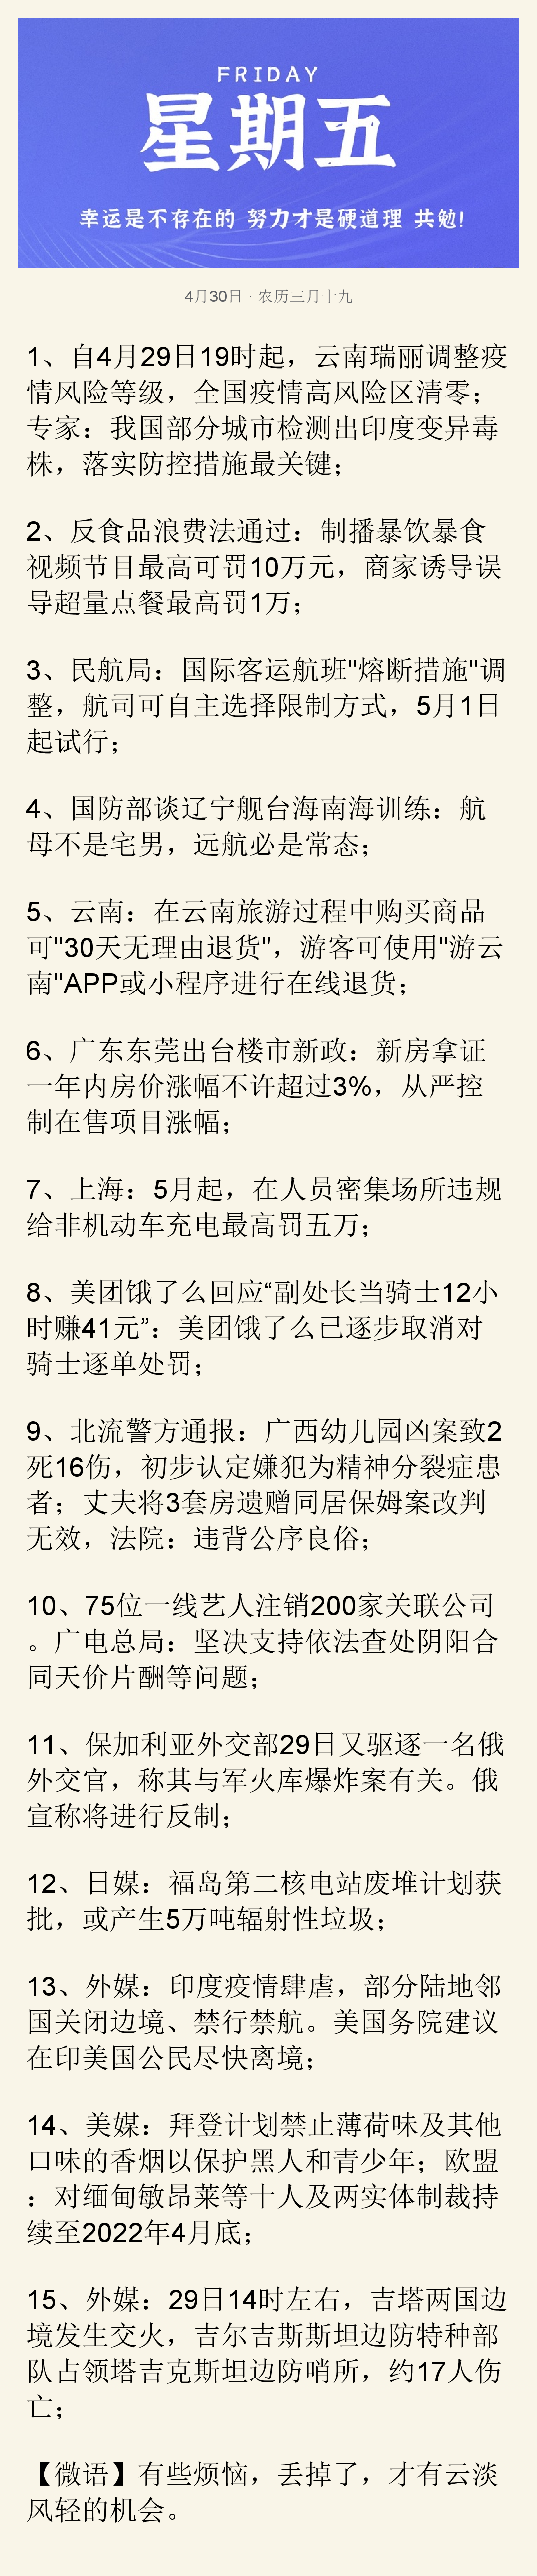 FRIDAY
星期五
幸运是不存在的 努力才是硬道理 共勉!
4月30日 · 农历三月十九
1、自4月29日19时起，云南瑞丽调整疫
情风险等级，全国疫情高风险区清零；
专家：我国部分城市检测出印度变异毒
株，落实防控措施最关键；
2、反食品浪费法通过：制播暴饮暴食
视频节目最高可罚10万元，商家诱导误
导超量点餐最高罚1万；
3、民航局：国际客运航班"熔断措施"调
整，航司可自主选择限制方式，5月1日
起试行；
4、国防部谈辽宁舰台海南海训练：航
母不是宅男，远航必是常态；
5、云南：在云南旅游过程中购买商品
可"30天无理由退货"，游客可使用"游云
南"APP或小程序进行在线退货；
6、广东东莞出台楼市新政：新房拿证
一年内房价涨幅不许超过3%，从严控
制在售项目涨幅；
7、上海：5月起，在人员密集场所违规
给非机动车充电最高罚五万；
8、美团饿了么回应“副处长当骑士12小
时赚41元”：美团饿了么已逐步取消对
骑士逐单处罚；
9、北流警方通报：广西幼儿园凶案致2
死16伤，初步认定嫌犯为精神分裂症患
者；丈夫将3套房遗赠同居保姆案改判
无效，法院：违背公序良俗；
10、75位一线艺人注销200家关联公司
。广电总局：坚决支持依法查处阴阳合
同天价片酬等问题；
11、保加利亚外交部29日又驱逐一名俄
外交官，称其与军火库爆炸案有关。俄
宣称将进行反制；
12、日媒：福岛第二核电站废堆计划获
批，或产生5万吨辐射性垃圾；
13、外媒：印度疫情肆虐，部分陆地邻
国关闭边境、禁行禁航。美国务院建议
在印美国公民尽快离境；
14、美媒：拜登计划禁止薄荷味及其他
口味的香烟以保护黑人和青少年；欧盟
：对缅甸敏昂莱等十人及两实体制裁持
续至2022年4月底；
15、外媒：29日14时左右，吉塔两国边
境发生交火，吉尔吉斯斯坦边防特种部
队占领塔吉克斯坦边防哨所，约17人伤
亡；
【微语】有些烦恼，丢掉了，才有云淡
风轻的机会。